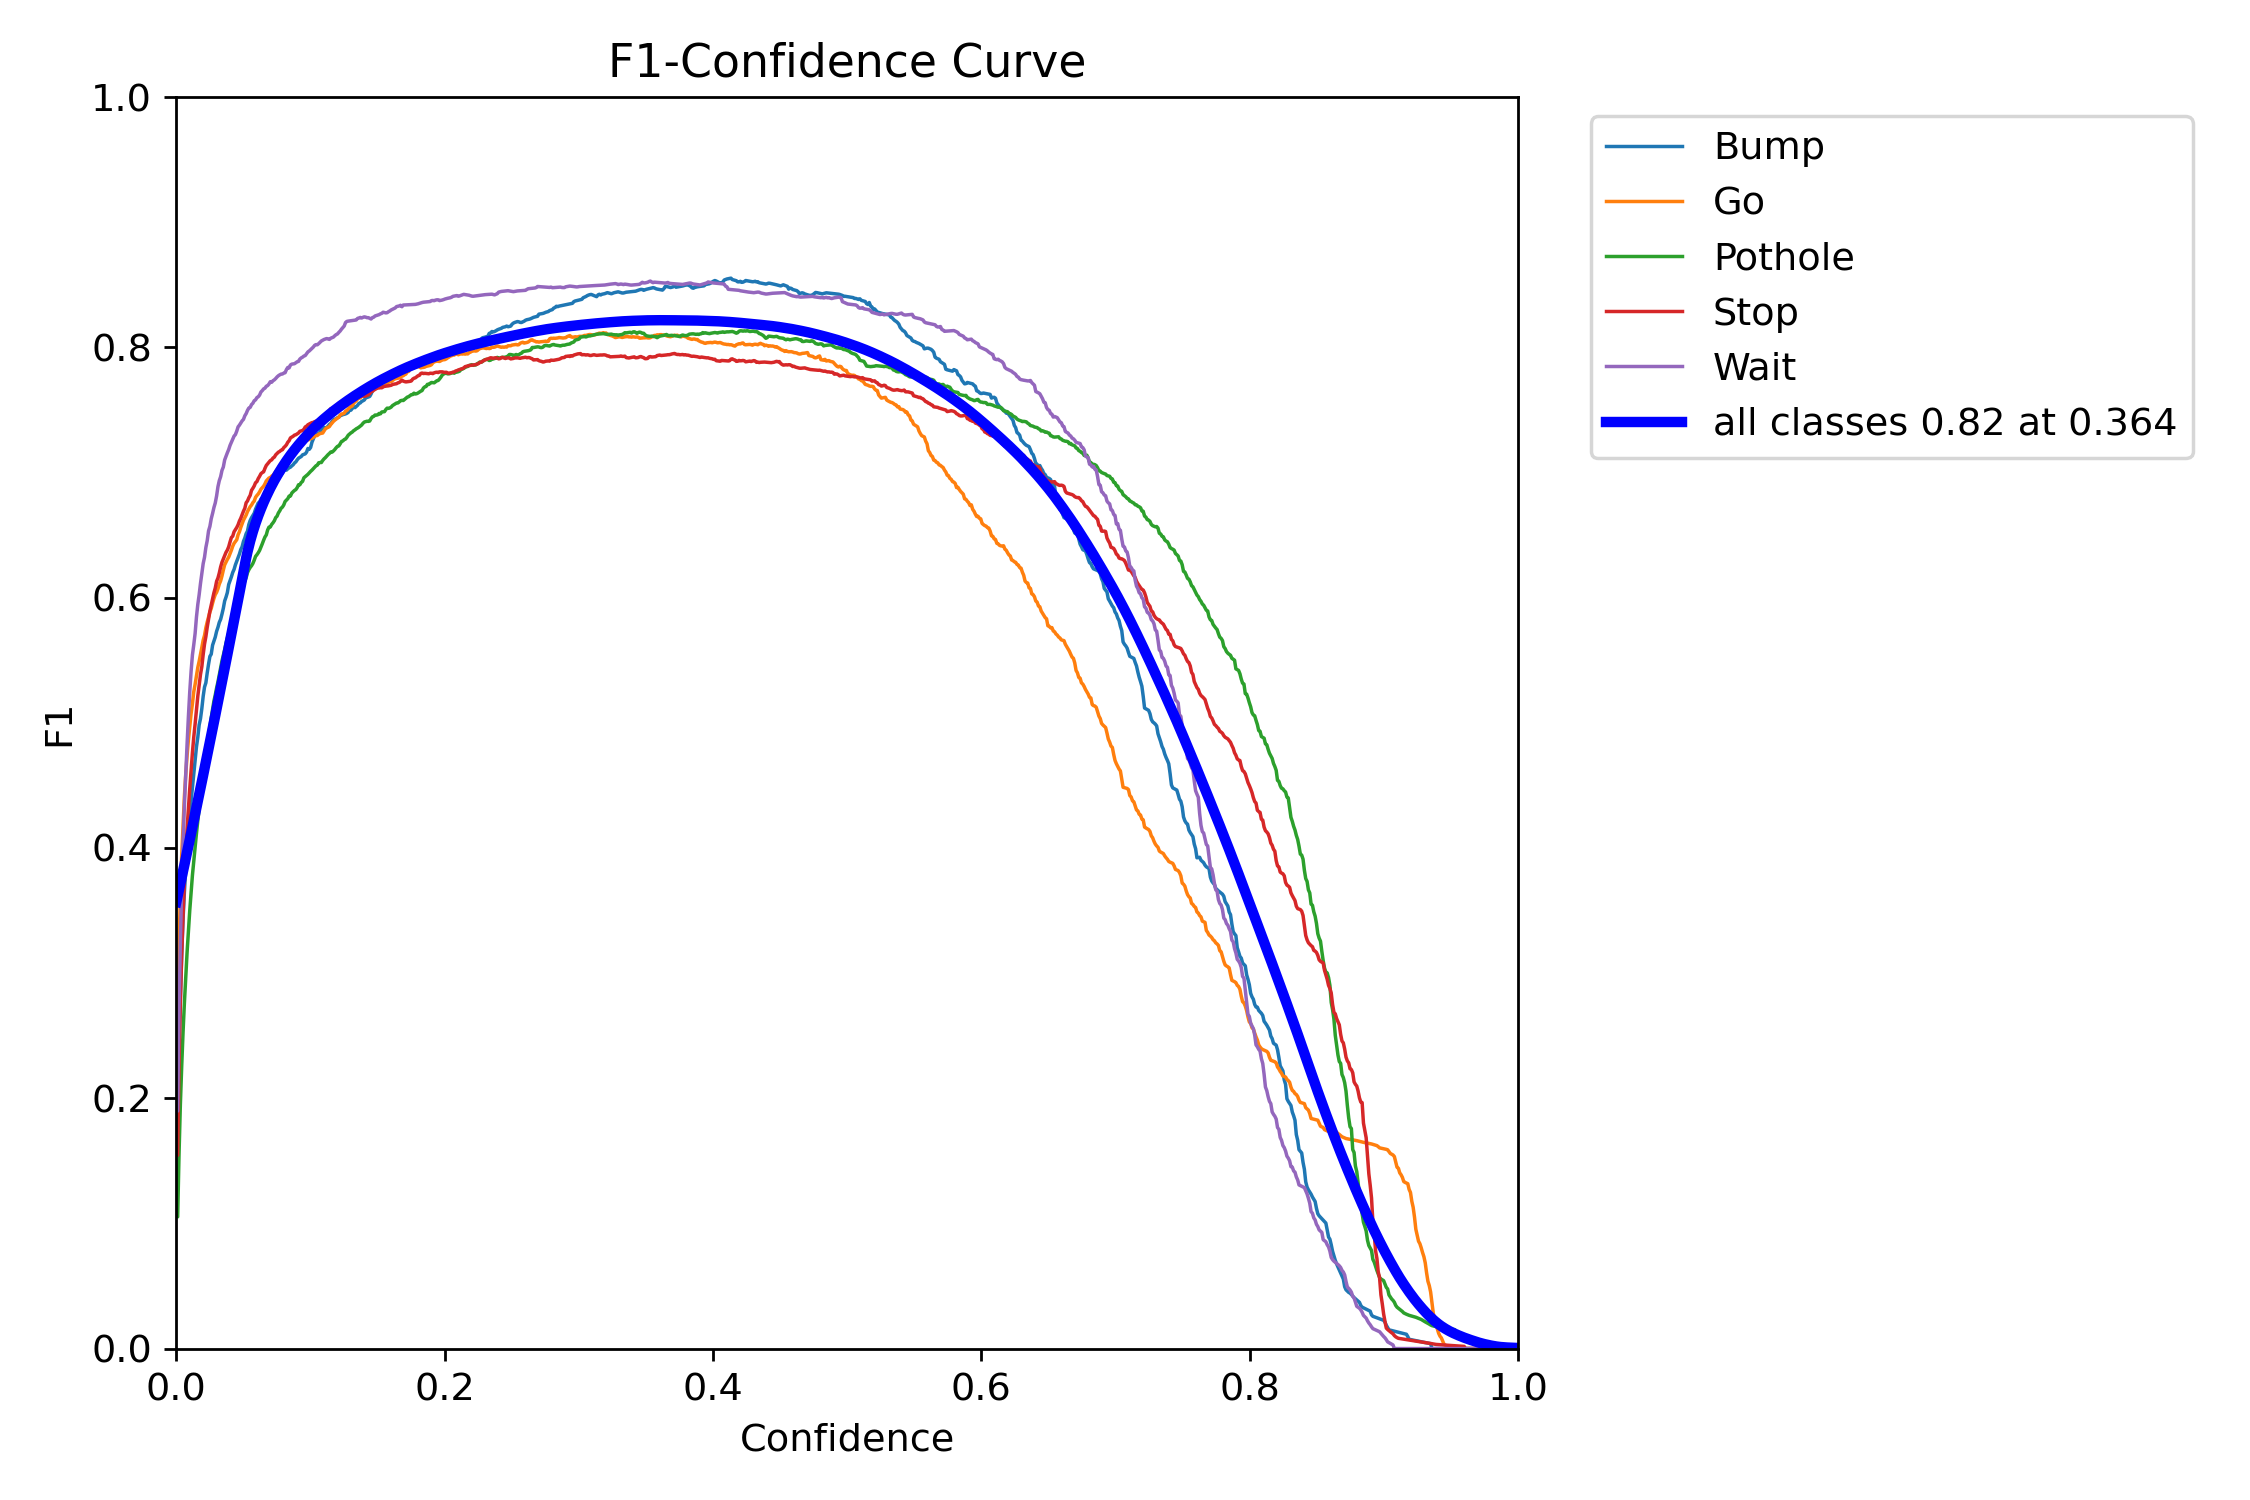 F1-Confidence Curve
1.0
0.8
0.6
0.4
0.2
0.0
F1
0.0 0.2 0.4 0.6 0.8 1.0
Confidence
Bump
Go
Pothole
Stop
Wait
all classes 0.82 at 0.364